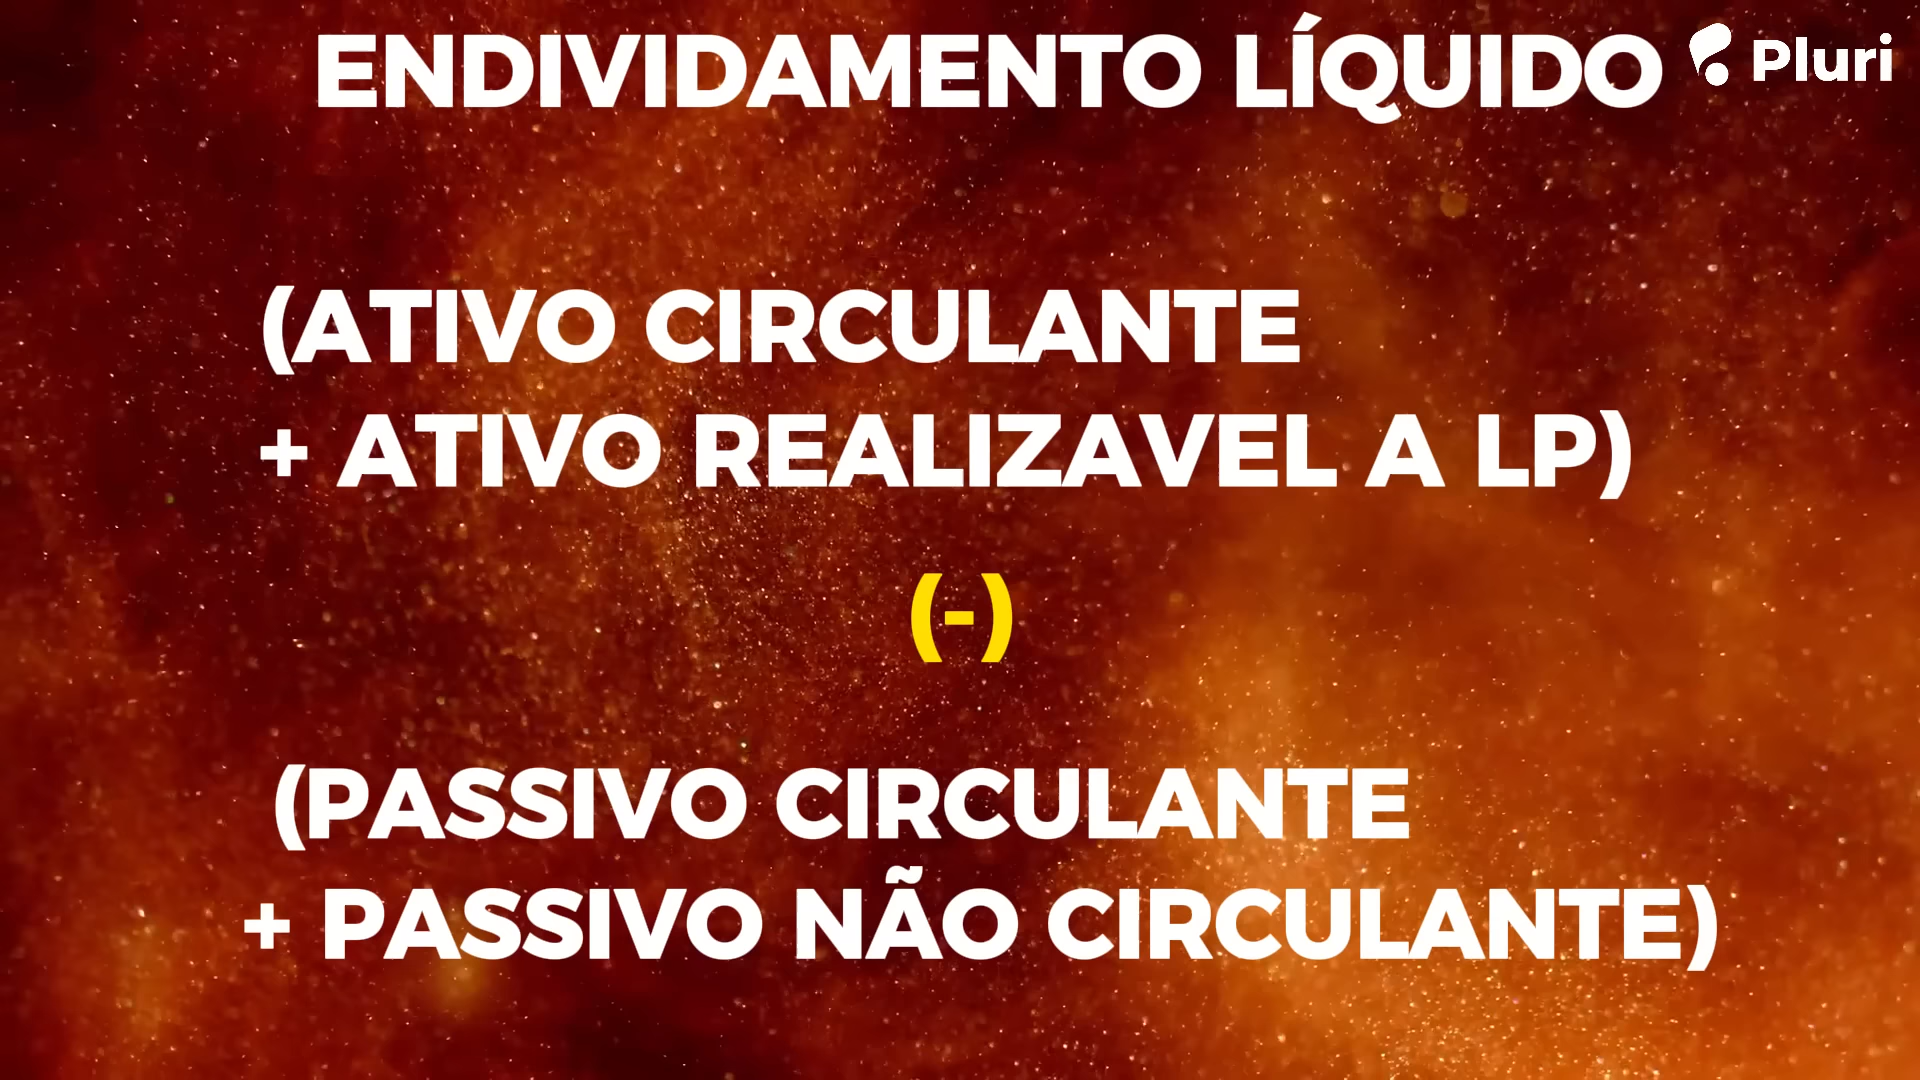 ENDIVIDAMENTO LÍQUIDO
Pluri
(ATIVO CIRCULANTE
+ ATIVO REALIZAVEL A LP)
(-)
(PASSIVO CIRCULANTE
+ PASSIVO NÃO CIRCULANTE)